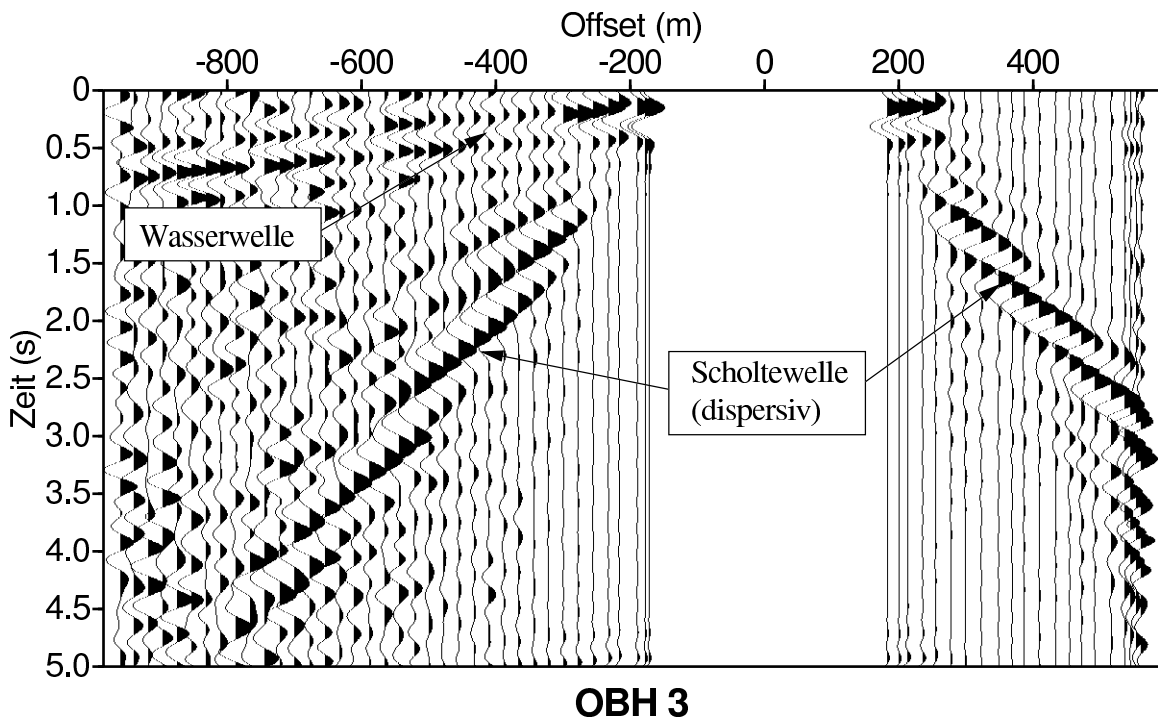 Offset (m)
-800 -600 -400 -200 0 200 400
0
0.5
1.0
1.5
2.0
2.5
3.0
3.5
4.0
4.5
5.0
Zeit (s)
Wasserwelle
Scholtewelle
(dispersiv)
OBH 3